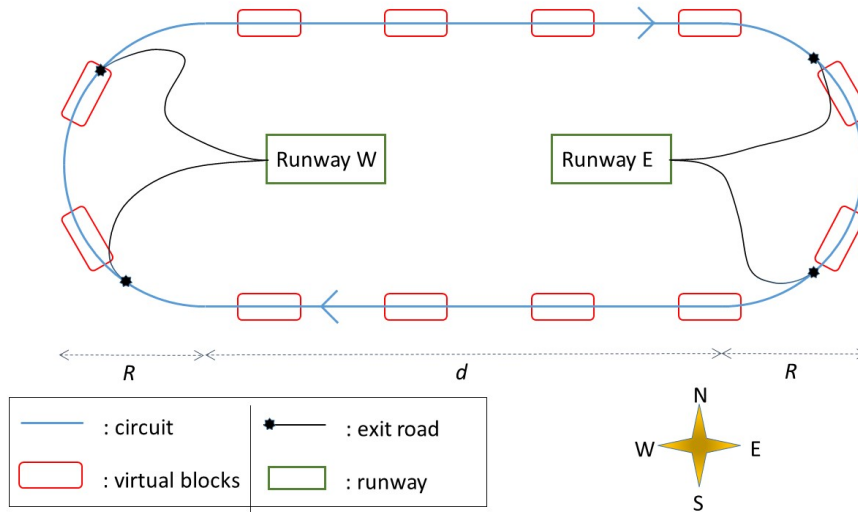 Runway W
Runway E
R
d
R
: circuit
: exit road
: virtual blocks
: runway
N
W
E
S